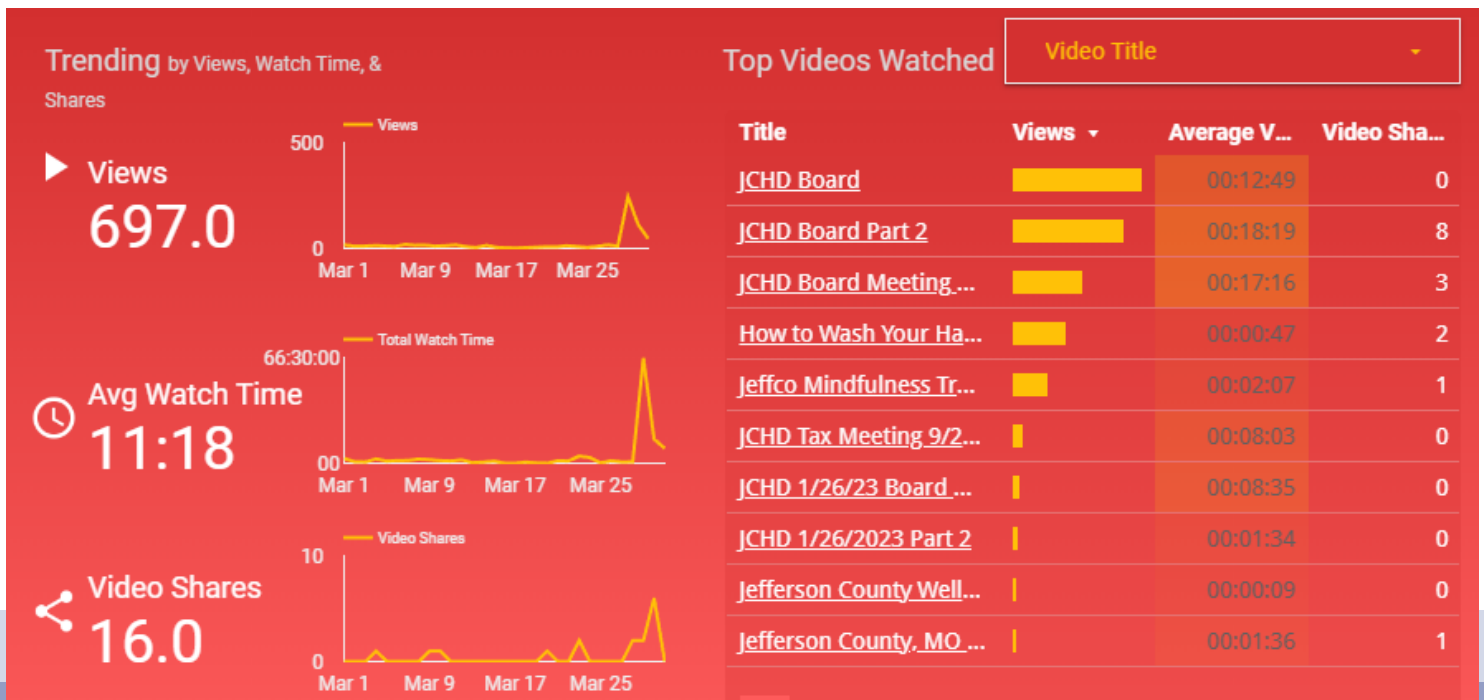 Trending by Views, Watch Time, &
Shares
Views
697.0
Views
500
0
Mar 1 Mar 9 Mar 17 Mar 25
Avg Watch Time
11:18
Total Watch Time
66:30:00
00
Mar 1 Mar 9 Mar 17 Mar 25
Video Shares
16.0
Video Shares
10
0
Mar 1 Mar 9 Mar 17 Mar 25
Top Videos Watched
Video Title
Title Views Average V... Video Sha...
JCHD Board 00:12:49 0
JCHD Board Part 2 00:18:19 8
JCHD Board Meeting ... 00:17:16 3
How to Wash Your Ha... 00:00:47 2
Jeffco Mindfulness Tr... 00:02:07 1
JCHD Tax Meeting 9/2... 00:08:03 0
JCHD 1/26/23 Board ... 00:08:35 0
JCHD 1/26/2023 Part 2 00:01:34 0
Jefferson County Well... 00:00:09 0
Jefferson County, MO ... 00:01:36 1